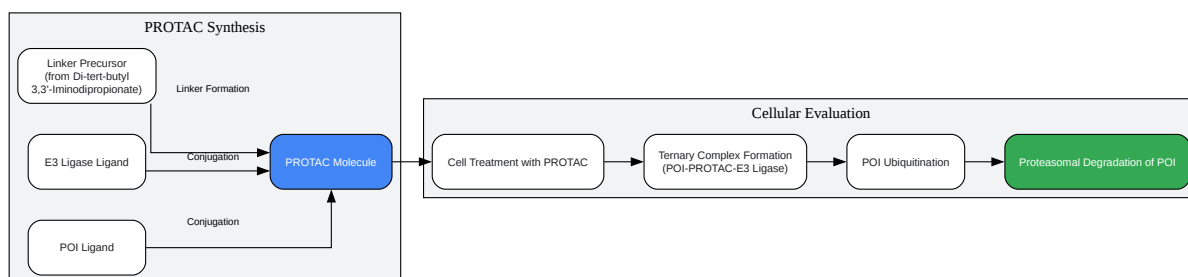 PROTAC Synthesis
Linker Precursor
(from Di-tert-butyl
3,3'-Iminodipropionate)
Linker Formation
E3 Ligase Ligand
Conjugation
PROTAC Molecule
POI Ligand
Conjugation
Cellular Evaluation
Cell Treatment with PROTAC
Ternary Complex Formation
(POI-PROTAC-E3 Ligase)
POI Ubiquitination
Proteasomal Degradation of POI